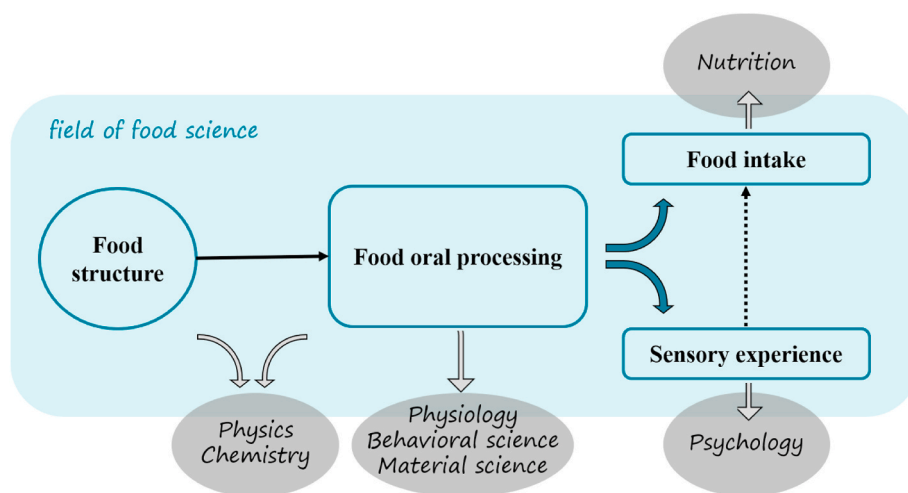 Nutrition
field of food science
Food intake
Food
structure
Food oral processing
Sensory experience
Physics
Chemistry
Physiology
Behavioral science
Material science
Psychology